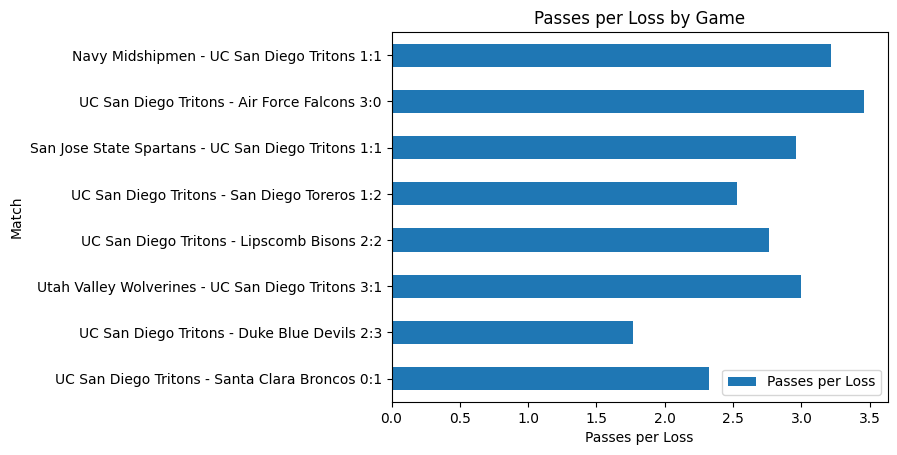 Passes per Loss by Game
Match
Navy Midshipmen - UC San Diego Tritons 1:1
UC San Diego Tritons - Air Force Falcons 3:0
San Jose State Spartans - UC San Diego Tritons 1:1
UC San Diego Tritons - San Diego Toreros 1:2
UC San Diego Tritons - Lipscomb Bisons 2:2
Utah Valley Wolverines - UC San Diego Tritons 3:1
UC San Diego Tritons - Duke Blue Devils 2:3
UC San Diego Tritons - Santa Clara Broncos 0:1
Passes per Loss
0.0 0.5 1.0 1.5 2.0 2.5 3.0 3.5
Passes per Loss